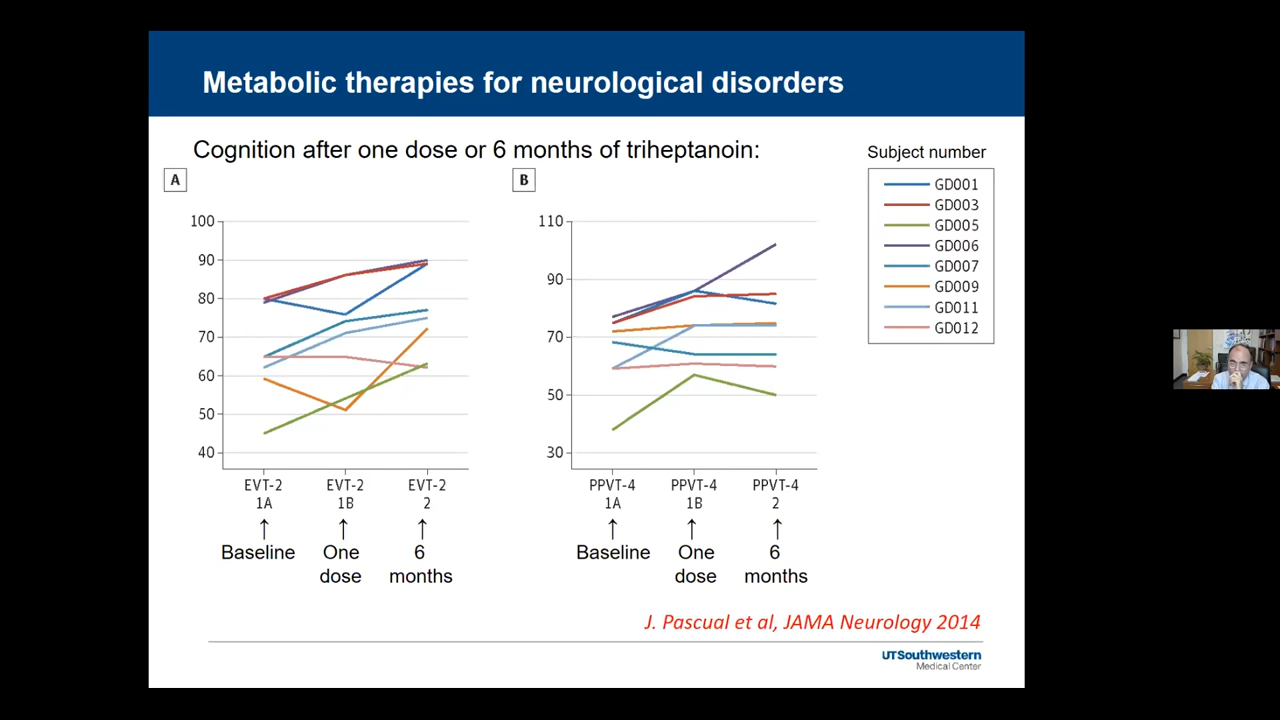 Metabolic therapies for neurological disorders
Cognition after one dose or 6 months of triheptanoin:
Subject number
GD001
GD003
GD005
GD006
GD007
GD009
GD011
GD012
A
100
90
80
70
60
50
40
EVT-2 EVT-2 EVT-2
1A 1B 2
Baseline One 6
dose months
B
110
90
70
50
30
PPVT-4 PPVT-4 PPVT-4
1A 1B 2
Baseline One 6
dose months
J. Pascual et al, JAMA Neurology 2014
UTSouthwestern
Medical Center